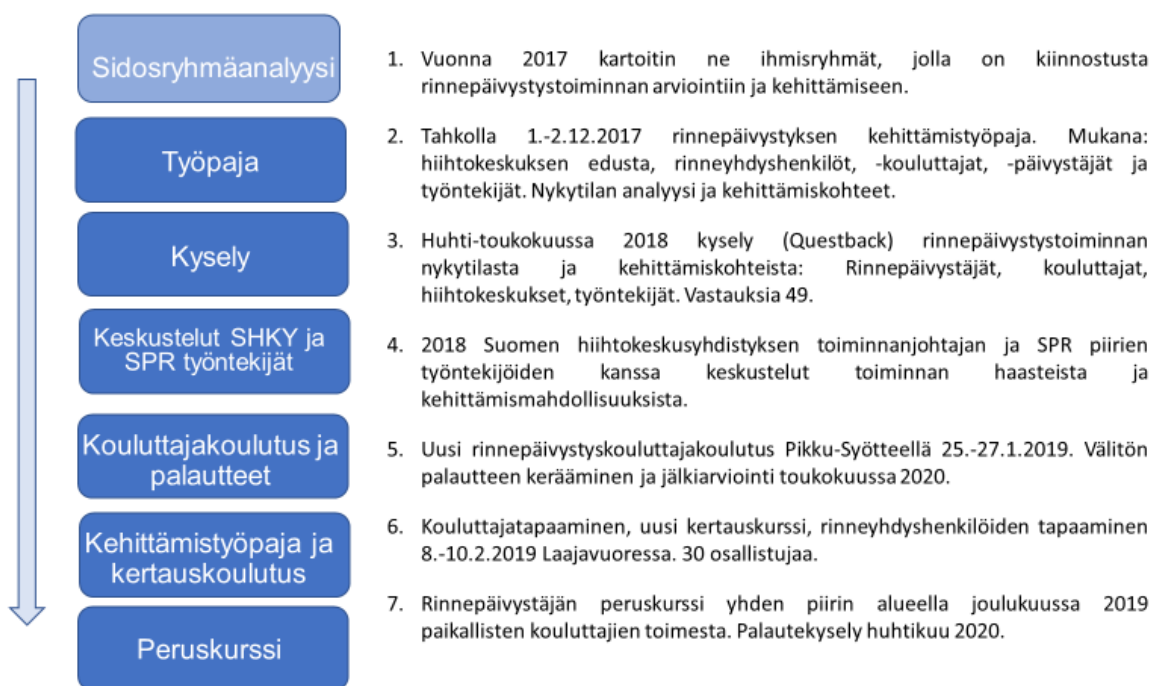 Sidosryhmäanalyysi
1. Vuonna 2017 kartoitin ne ihmisryhmät, jolla on kiinnostusta
rinnepäivystystoiminnan arviointiin ja kehittämiseen.
Työpaja
2. Tahkolla 1.-2.12.2017 rinnepäivystyksen kehittämistyöpaja. Mukana:
hiihtokeskuksen edusta, rinneyhdyshenkilöt, -kouluttajat, -päivystäjät ja
työntekijät. Nykytilan analyysi ja kehittämiskohteet.
Kysely
3. Huhti-toukokuussa 2018 kysely (Questback) rinnepäivystystoiminnan
nykytilasta ja kehittämiskohteista: Rinnepäivystäjät, kouluttajat,
hiihtokeskukset, työntekijät. Vastauksia 49.
Keskustelut SHKY ja
SPR työntekijät
4. 2018 Suomen hiihtokeskusyhdistyksen toiminnanjohtajan ja SPR piirien
työntekijöiden kanssa keskustelut toiminnan haasteista ja
kehittämismahdollisuuksista.
Kouluttajakoulutus ja
palautteet
5. Uusi rinnepäivystyskouluttajakoulutus Pikku-Syötteellä 25.-27.1.2019. Välitön
palautteen kerääminen ja jälkiarviointi toukokuussa 2020.
Kehittämistyöpaja ja
kertauskoulutus
6. Kouluttajatapaaminen, uusi kertauskurssi, rinneyhdyshenkilöiden tapaaminen
8.-10.2.2019 Laajavuoressa. 30 osallistujaa.
Peruskurssi
7. Rinnepäivystäjän peruskurssi yhden piirin alueella joulukuussa 2019
paikallisten kouluttajien toimesta. Palautekysely huhtikuu 2020.